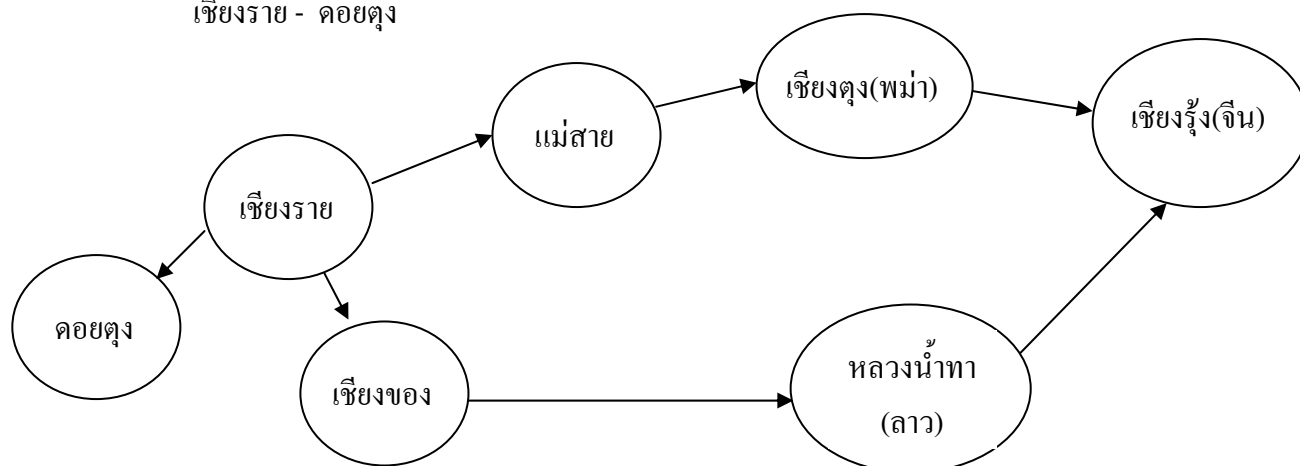 เชียงราย - ดอยตุง
เชียงตุง(พม่า)
เชียงรุ้ง(จีน)
แม่สาย
เชียงราย
ดอยตุง
หลวงน้ำทา
(ลาว)
เชียงของ